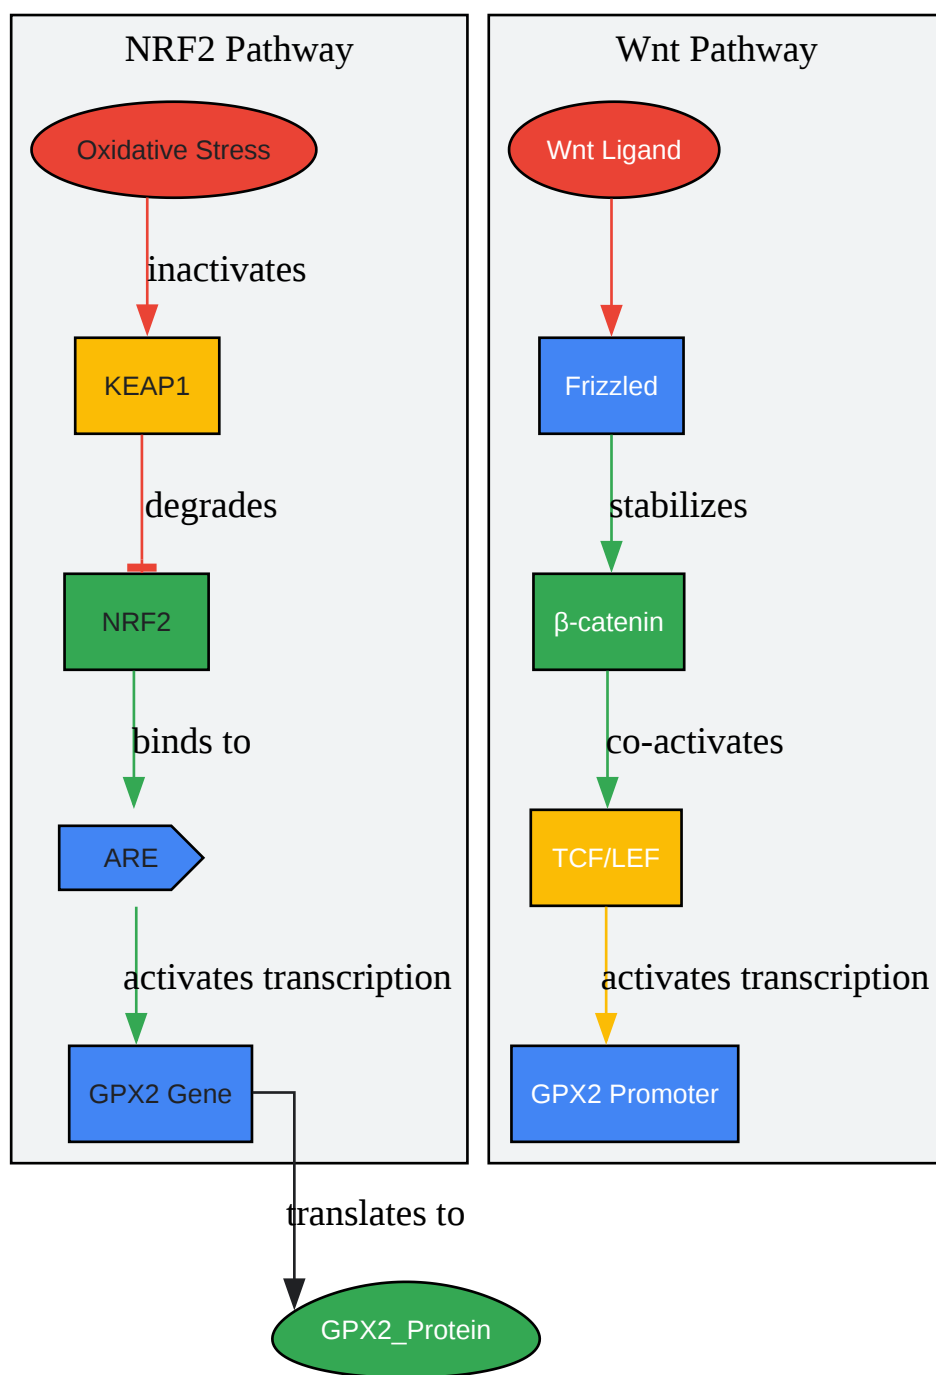 NRF2 Pathway
Oxidative Stress
inactivates
KEAP1
degrades
NRF2
binds to
ARE
activates transcription
GPX2 Gene
translates to
GPX2_Protein
Wnt Pathway
Wnt Ligand
Frizzled
stabilizes
β-catenin
co-activates
TCF/LEF
activates transcription
GPX2 Promoter